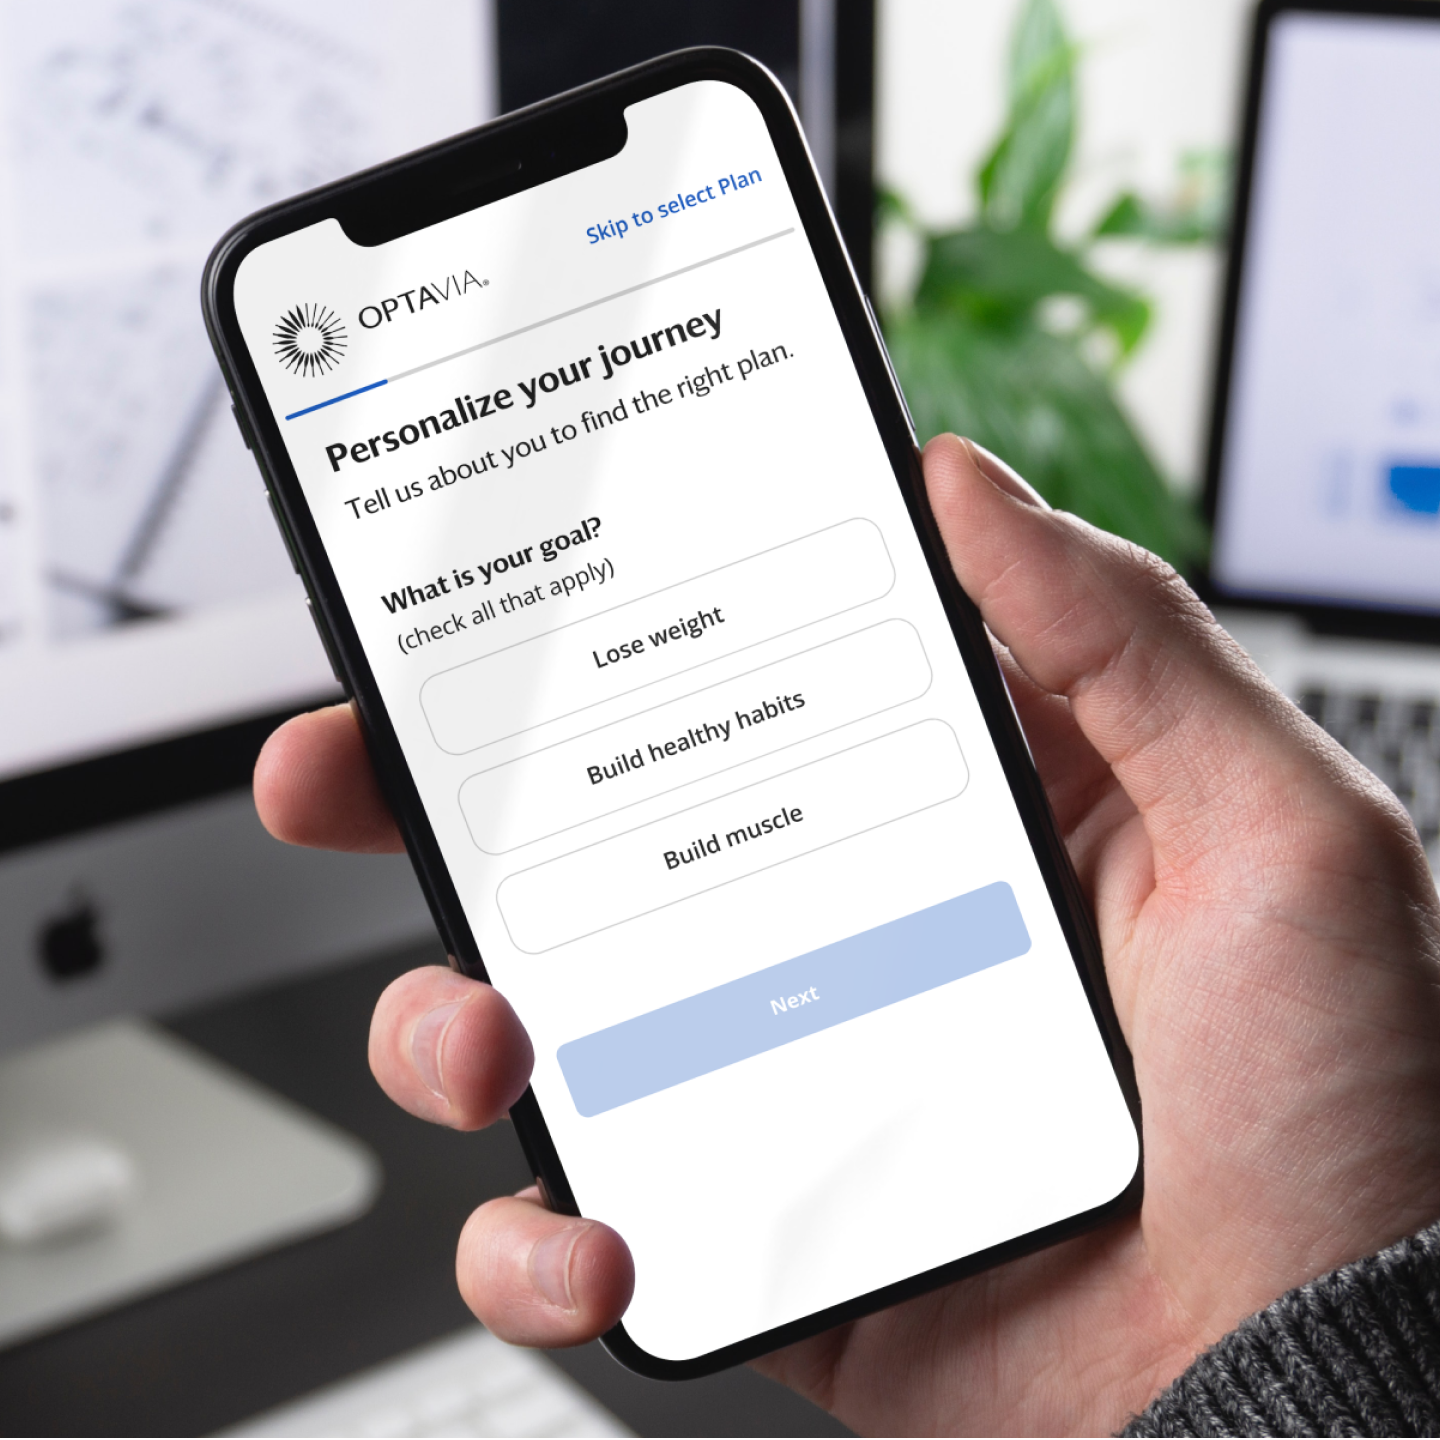 Skip to select Plan
OPTAVIA®
Personalize your journey
Tell us about you to find the right plan.
What is your goal?
(check all that apply)
Lose weight
Build healthy habits
Build muscle
Next